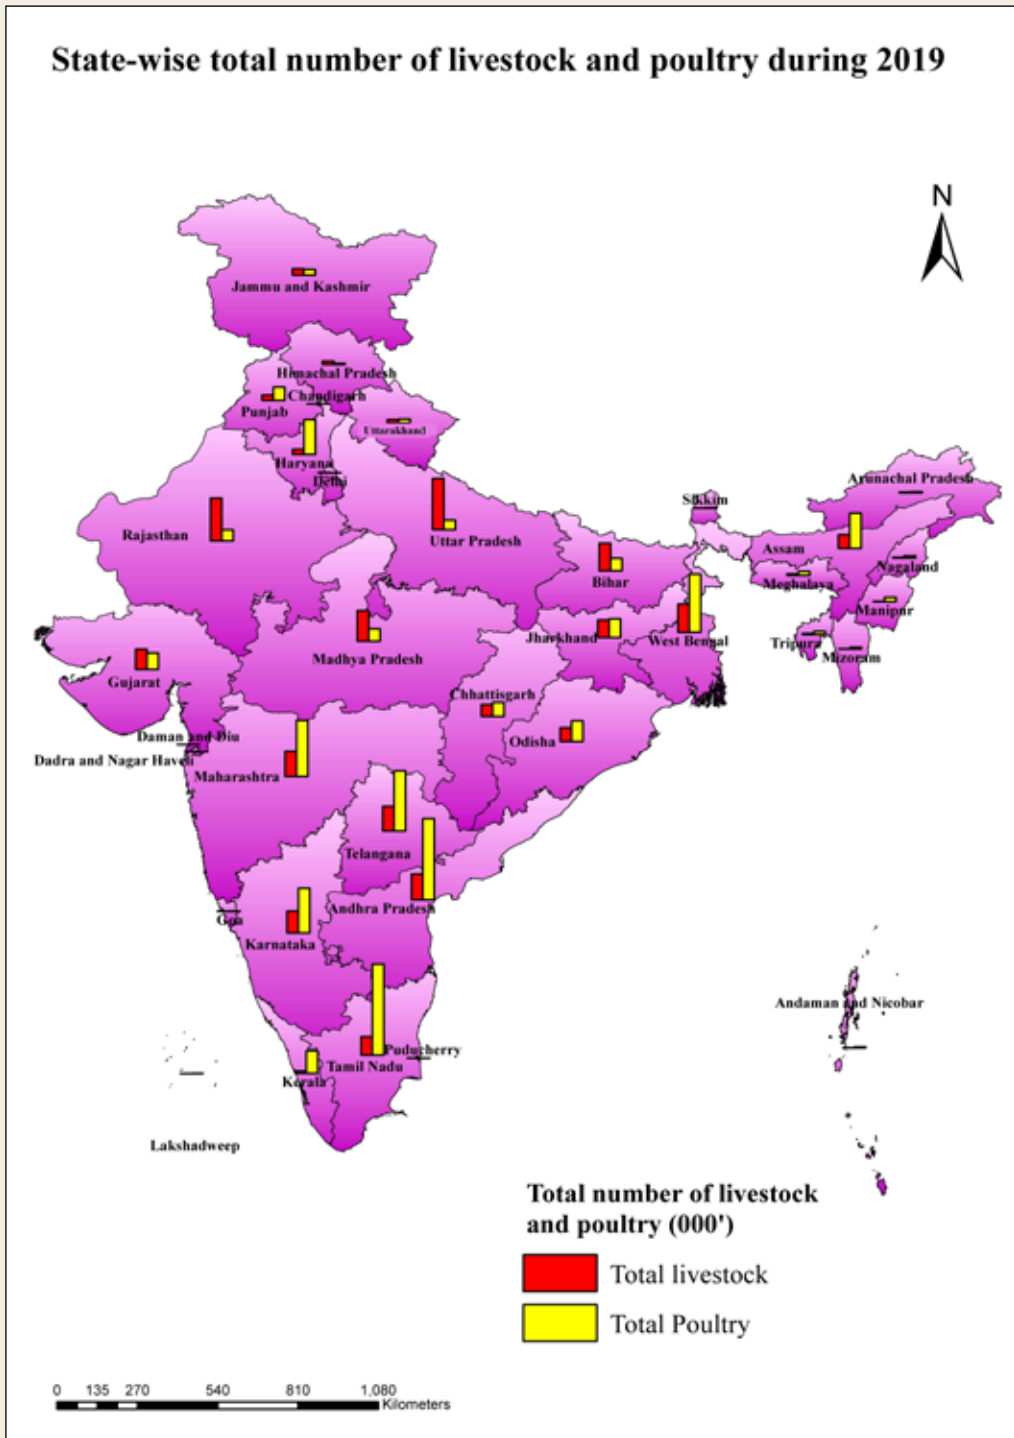 State-wise total number of livestock and poultry during 2019
N
Jammu and Kashmir
Himachal Pradesh
Chandigarh
Punjab
Uttarakhand
Haryana
Delhi
Arunachal Pradesh
Sikkim
Rajasthan
Uttar Pradesh
Assam
Nagaland
Bihar
Meghalaya
Manipur
Jharkhand
West Bengal
Tripura
Mizoram
Madhya Pradesh
Gujarat
Chhattisgarh
Daman and Diu
Odisha
Dadra and Nagar Haveli
Maharashtra
Telangana
Andhra Pradesh
Goa
Karnataka
Andaman and Nicobar
Puducherry
Tamil Nadu
Kerala
Lakshadweep
Total number of livestock
and poultry (000')
Total livestock
Total Poultry
0 135 270 540 810 1,080
Kilometers